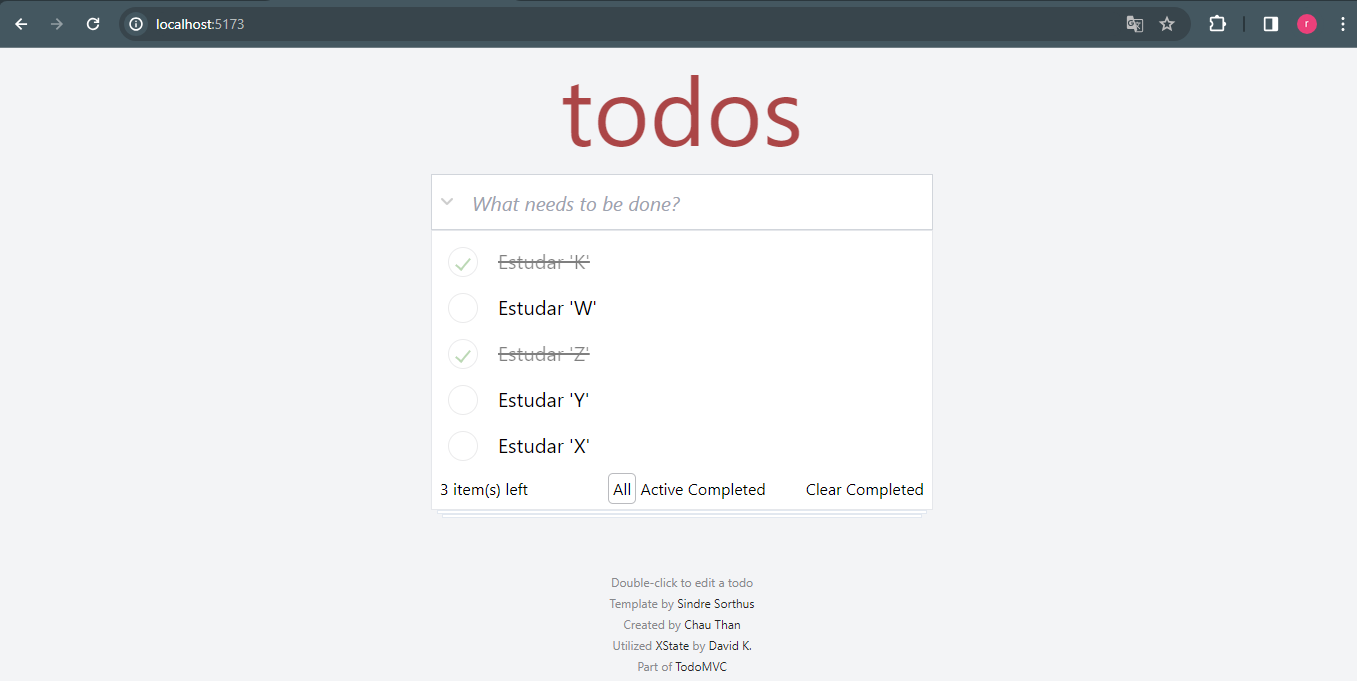 localhost:5173
r
todos
What needs to be done?
Estudar 'K'
Estudar 'W'
Estudar 'Z'
Estudar 'Y'
Estudar 'X'
3 item(s) left All Active Completed Clear Completed
Double-click to edit a todo
Template by Sindre Sorthus
Created by Chau Than
Utilized XState by David K.
Part of TodoMVC